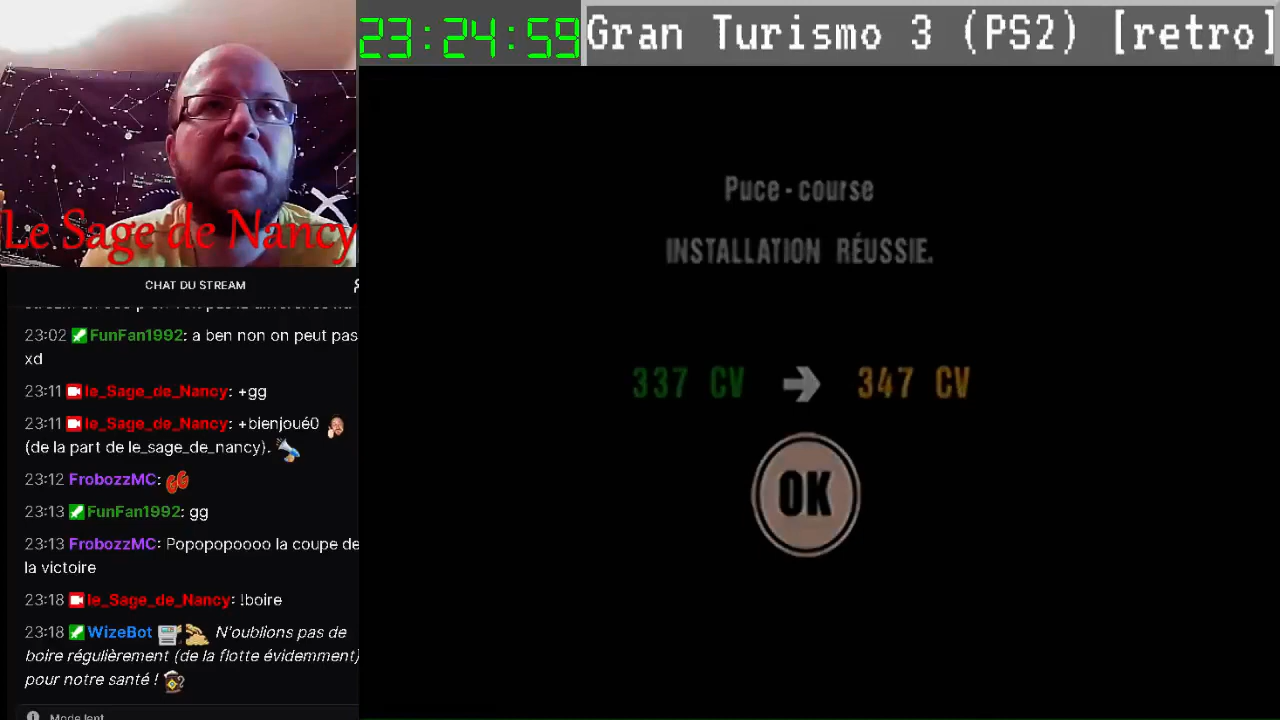 23:24:59
Gran Turismo 3 (PS2) [retro]
Le Sage de Nancy
Puce-course
INSTALLATION RÉUSSIE.
337 CV → 347 CV
OK
CHAT DU STREAM
23:02 FunFan1992: a ben non on peut pas
xd
23:11 le_Sage_de_Nancy: +gg
23:11 le_Sage_de_Nancy: +bienjoué0
(de la part de le_sage_de_nancy).
23:12 FrobozzMC:
23:13 FunFan1992: gg
23:13 FrobozzMC: Popopopoooo la coupe de
la victoire
23:18 le_Sage_de_Nancy: !boire
23:18 WizeBot N'oublions pas de
boire régulièrement (de la flotte évidemment)
pour notre santé !
Mode lent